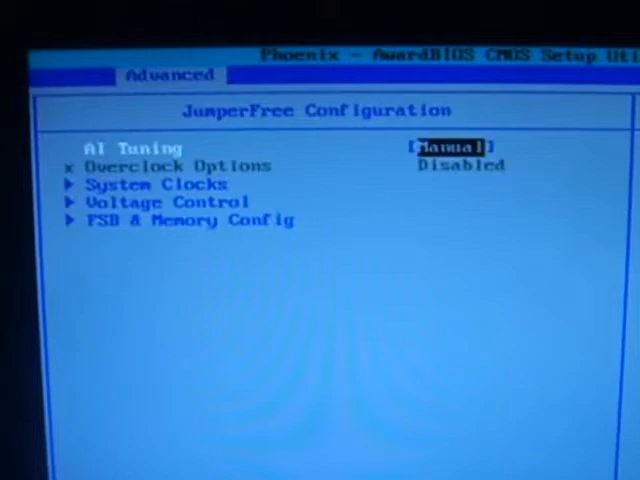 Phoenix - AwardBIOS CMOS Setup Uti
Advanced
JumperFree Configuration
AI Tuning [Manual]
x Overclock Options Disabled
System Clocks
Voltage Control
FSB & Memory Config